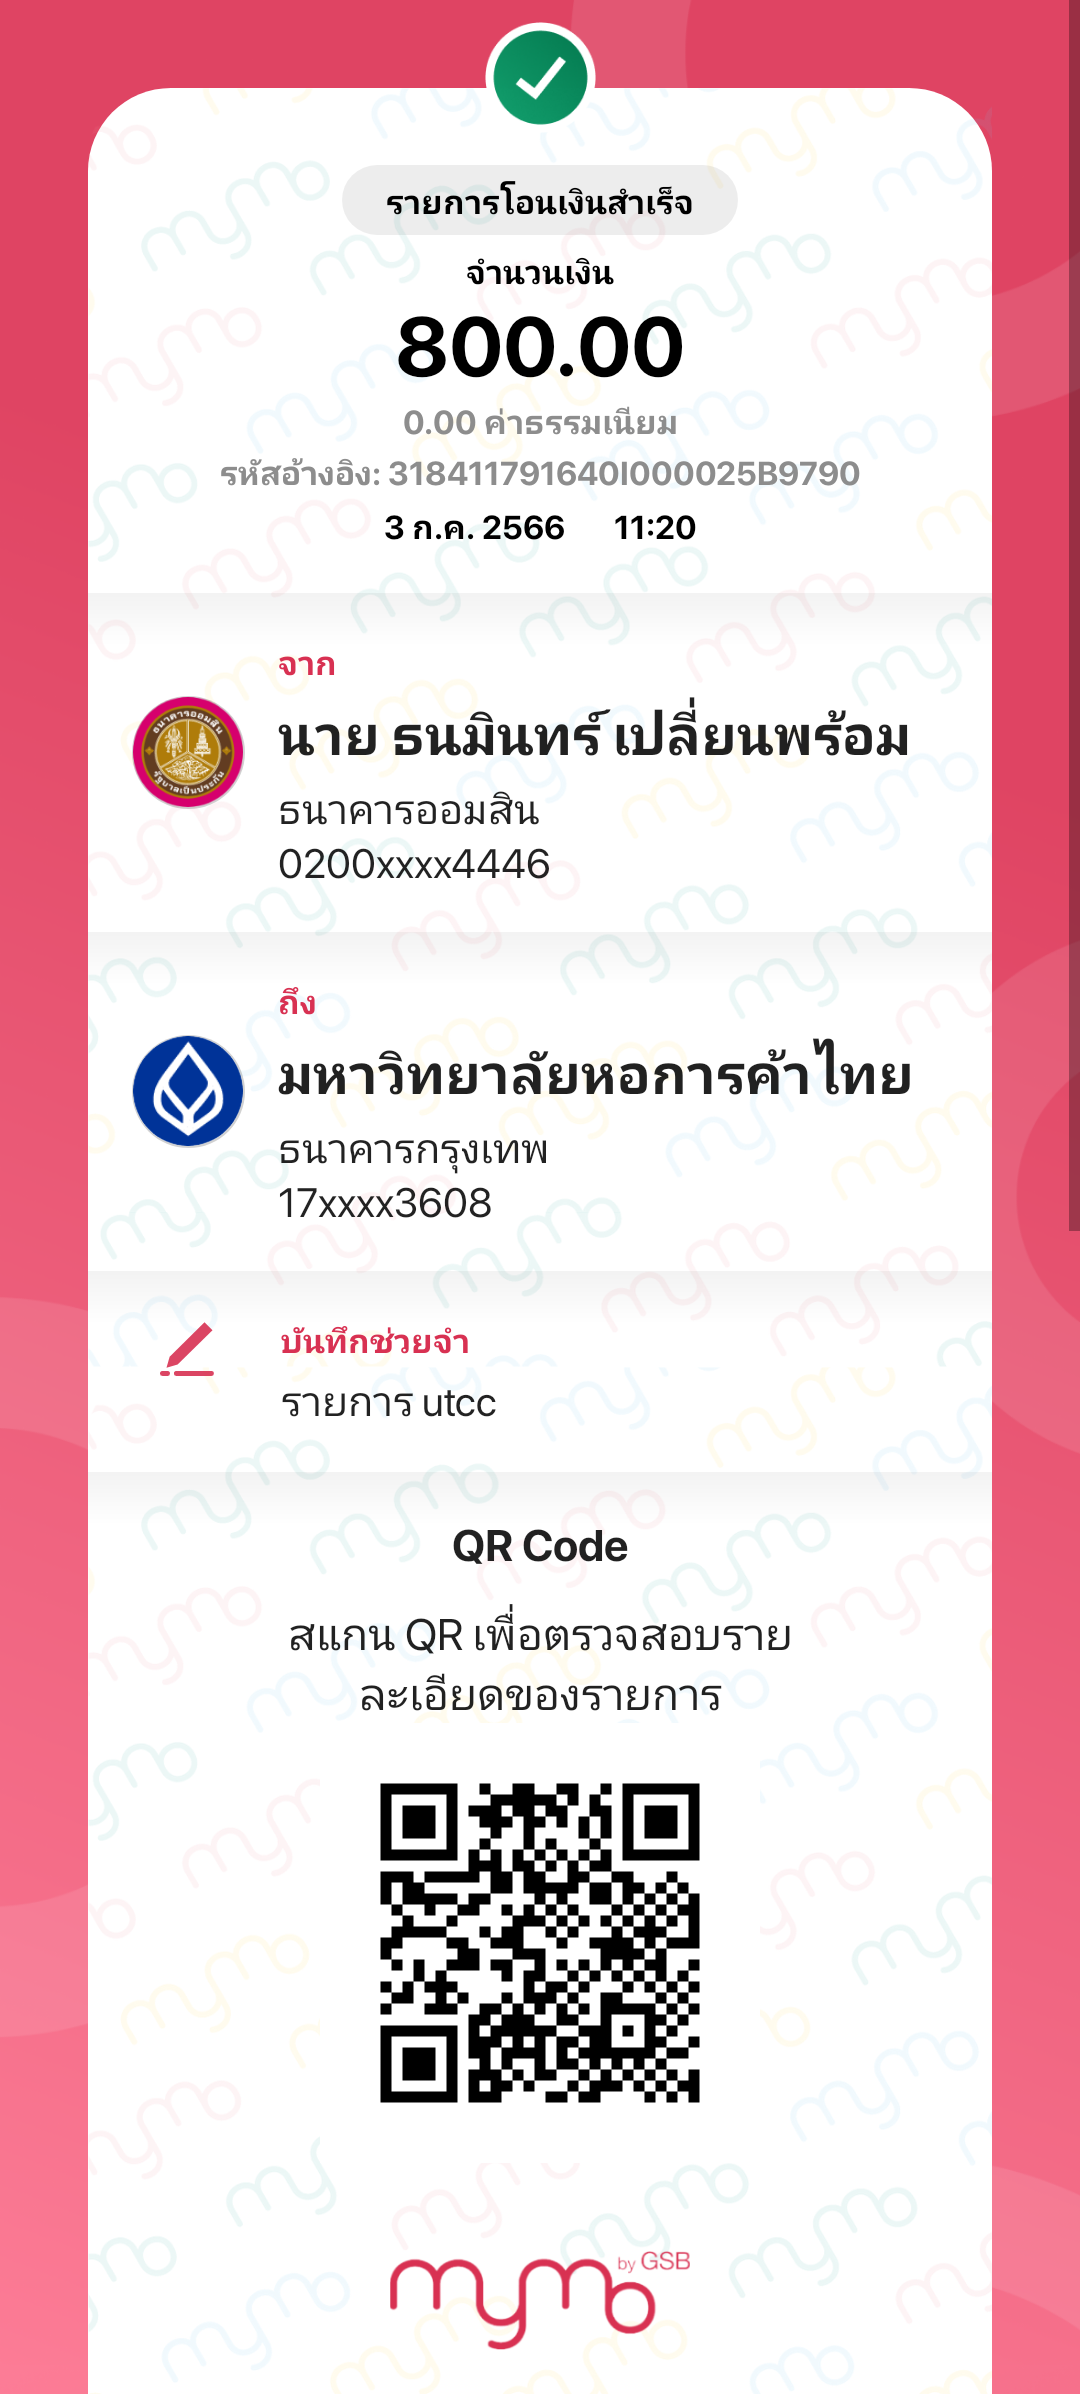 รายการโอนเงินสำเร็จ
จำนวนเงิน
800.00
0.00 ค่าธรรมเนียม
รหัสอ้างอิง: 318411791640I000025B9790
3 ก.ค. 2566 11:20
จาก
นาย ธนมินทร์ เปลี่ยนพร้อม
ธนาคารออมสิน
0200xxxx4446
ถึง
มหาวิทยาลัยหอการค้าไทย
ธนาคารกรุงเทพ
17xxxx3608
บันทึกช่วยจำ
รายการ utcc
QR Code
สแกน QR เพื่อตรวจสอบราย
ละเอียดของรายการ
mymo by GSB